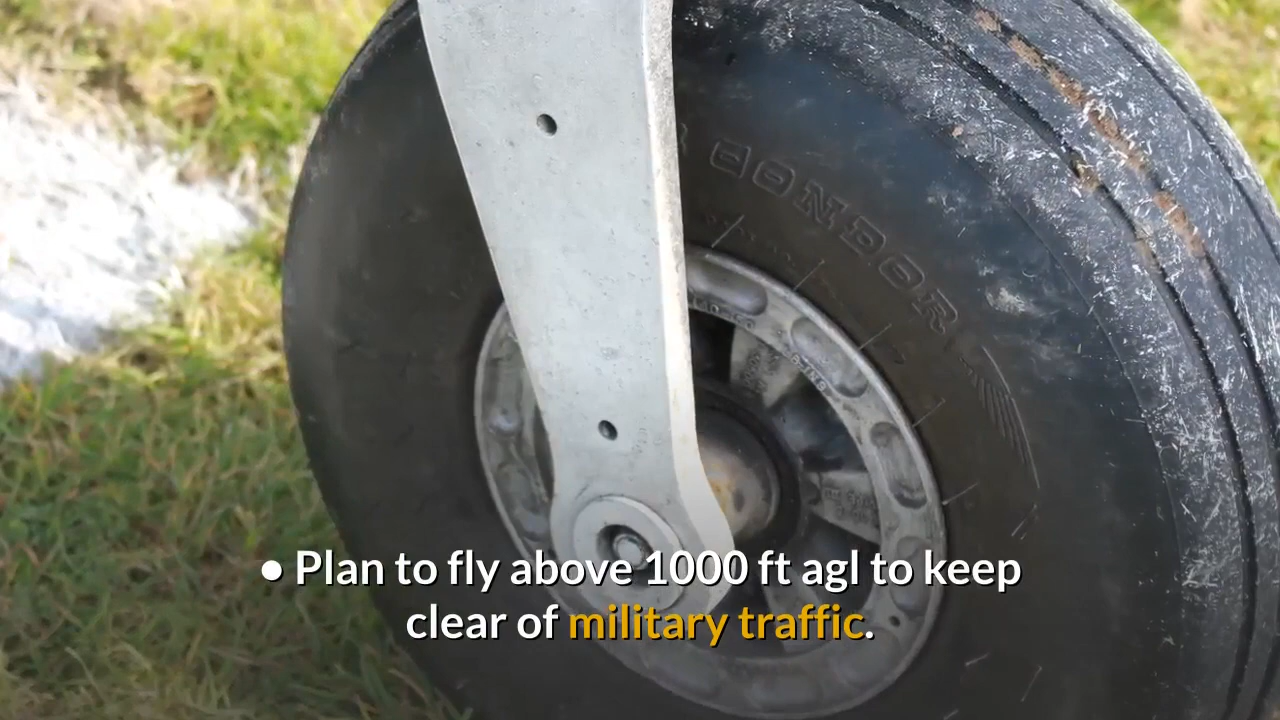 CONDOR
● Plan to fly above 1000 ft agl to keep
clear of military traffic.